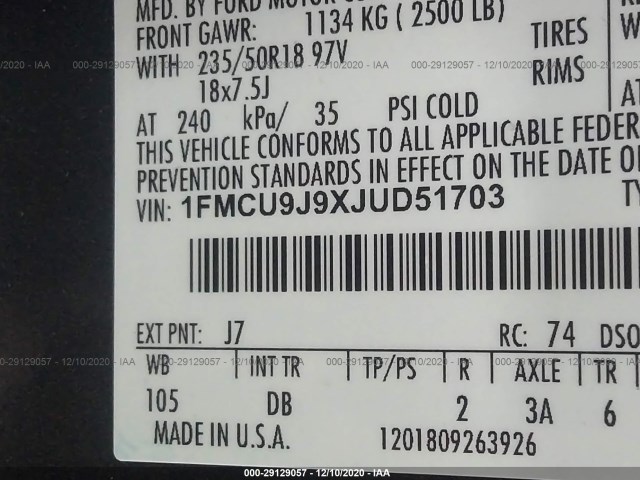 MFD. BY FORD MOTOR
FRONT GAWR: 1134 KG ( 2500 LB)
WITH 235/50R18 97V TIRES
18x7.5J RIMS
AT 240 kPa/ 35 PSI COLD AT
THIS VEHICLE CONFORMS TO ALL APPLICABLE FEDER
PREVENTION STANDARDS IN EFFECT ON THE DATE O
VIN: 1FMCU9J9XJUD51703
EXT PNT: J7 RC: 74 DSO
WB INT TR TP/PS R AXLE TR
105 DB 2 3A 6
MADE IN U.S.A. 1201809263926
000-29129057 - 12/10/2020 - IAA